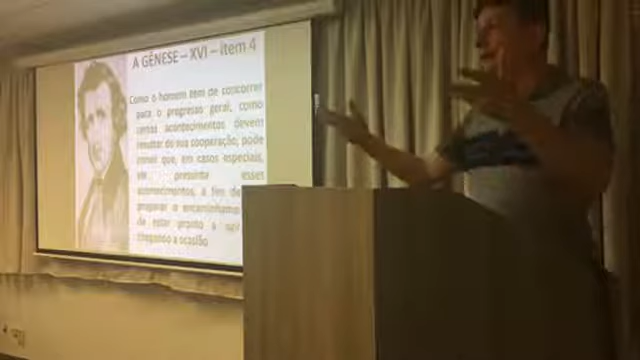 A GÊNESE – XVI – item 4
Como o homem tem de concorrer
para o progresso geral, como
certos acontecimentos devem
resultar da sua cooperação, pode
convir que, em casos especiais,
ele pressinta esses
acontecimentos, a fim de
preparar o encaminhamento
de estar pronto a agir
chegando a ocasião